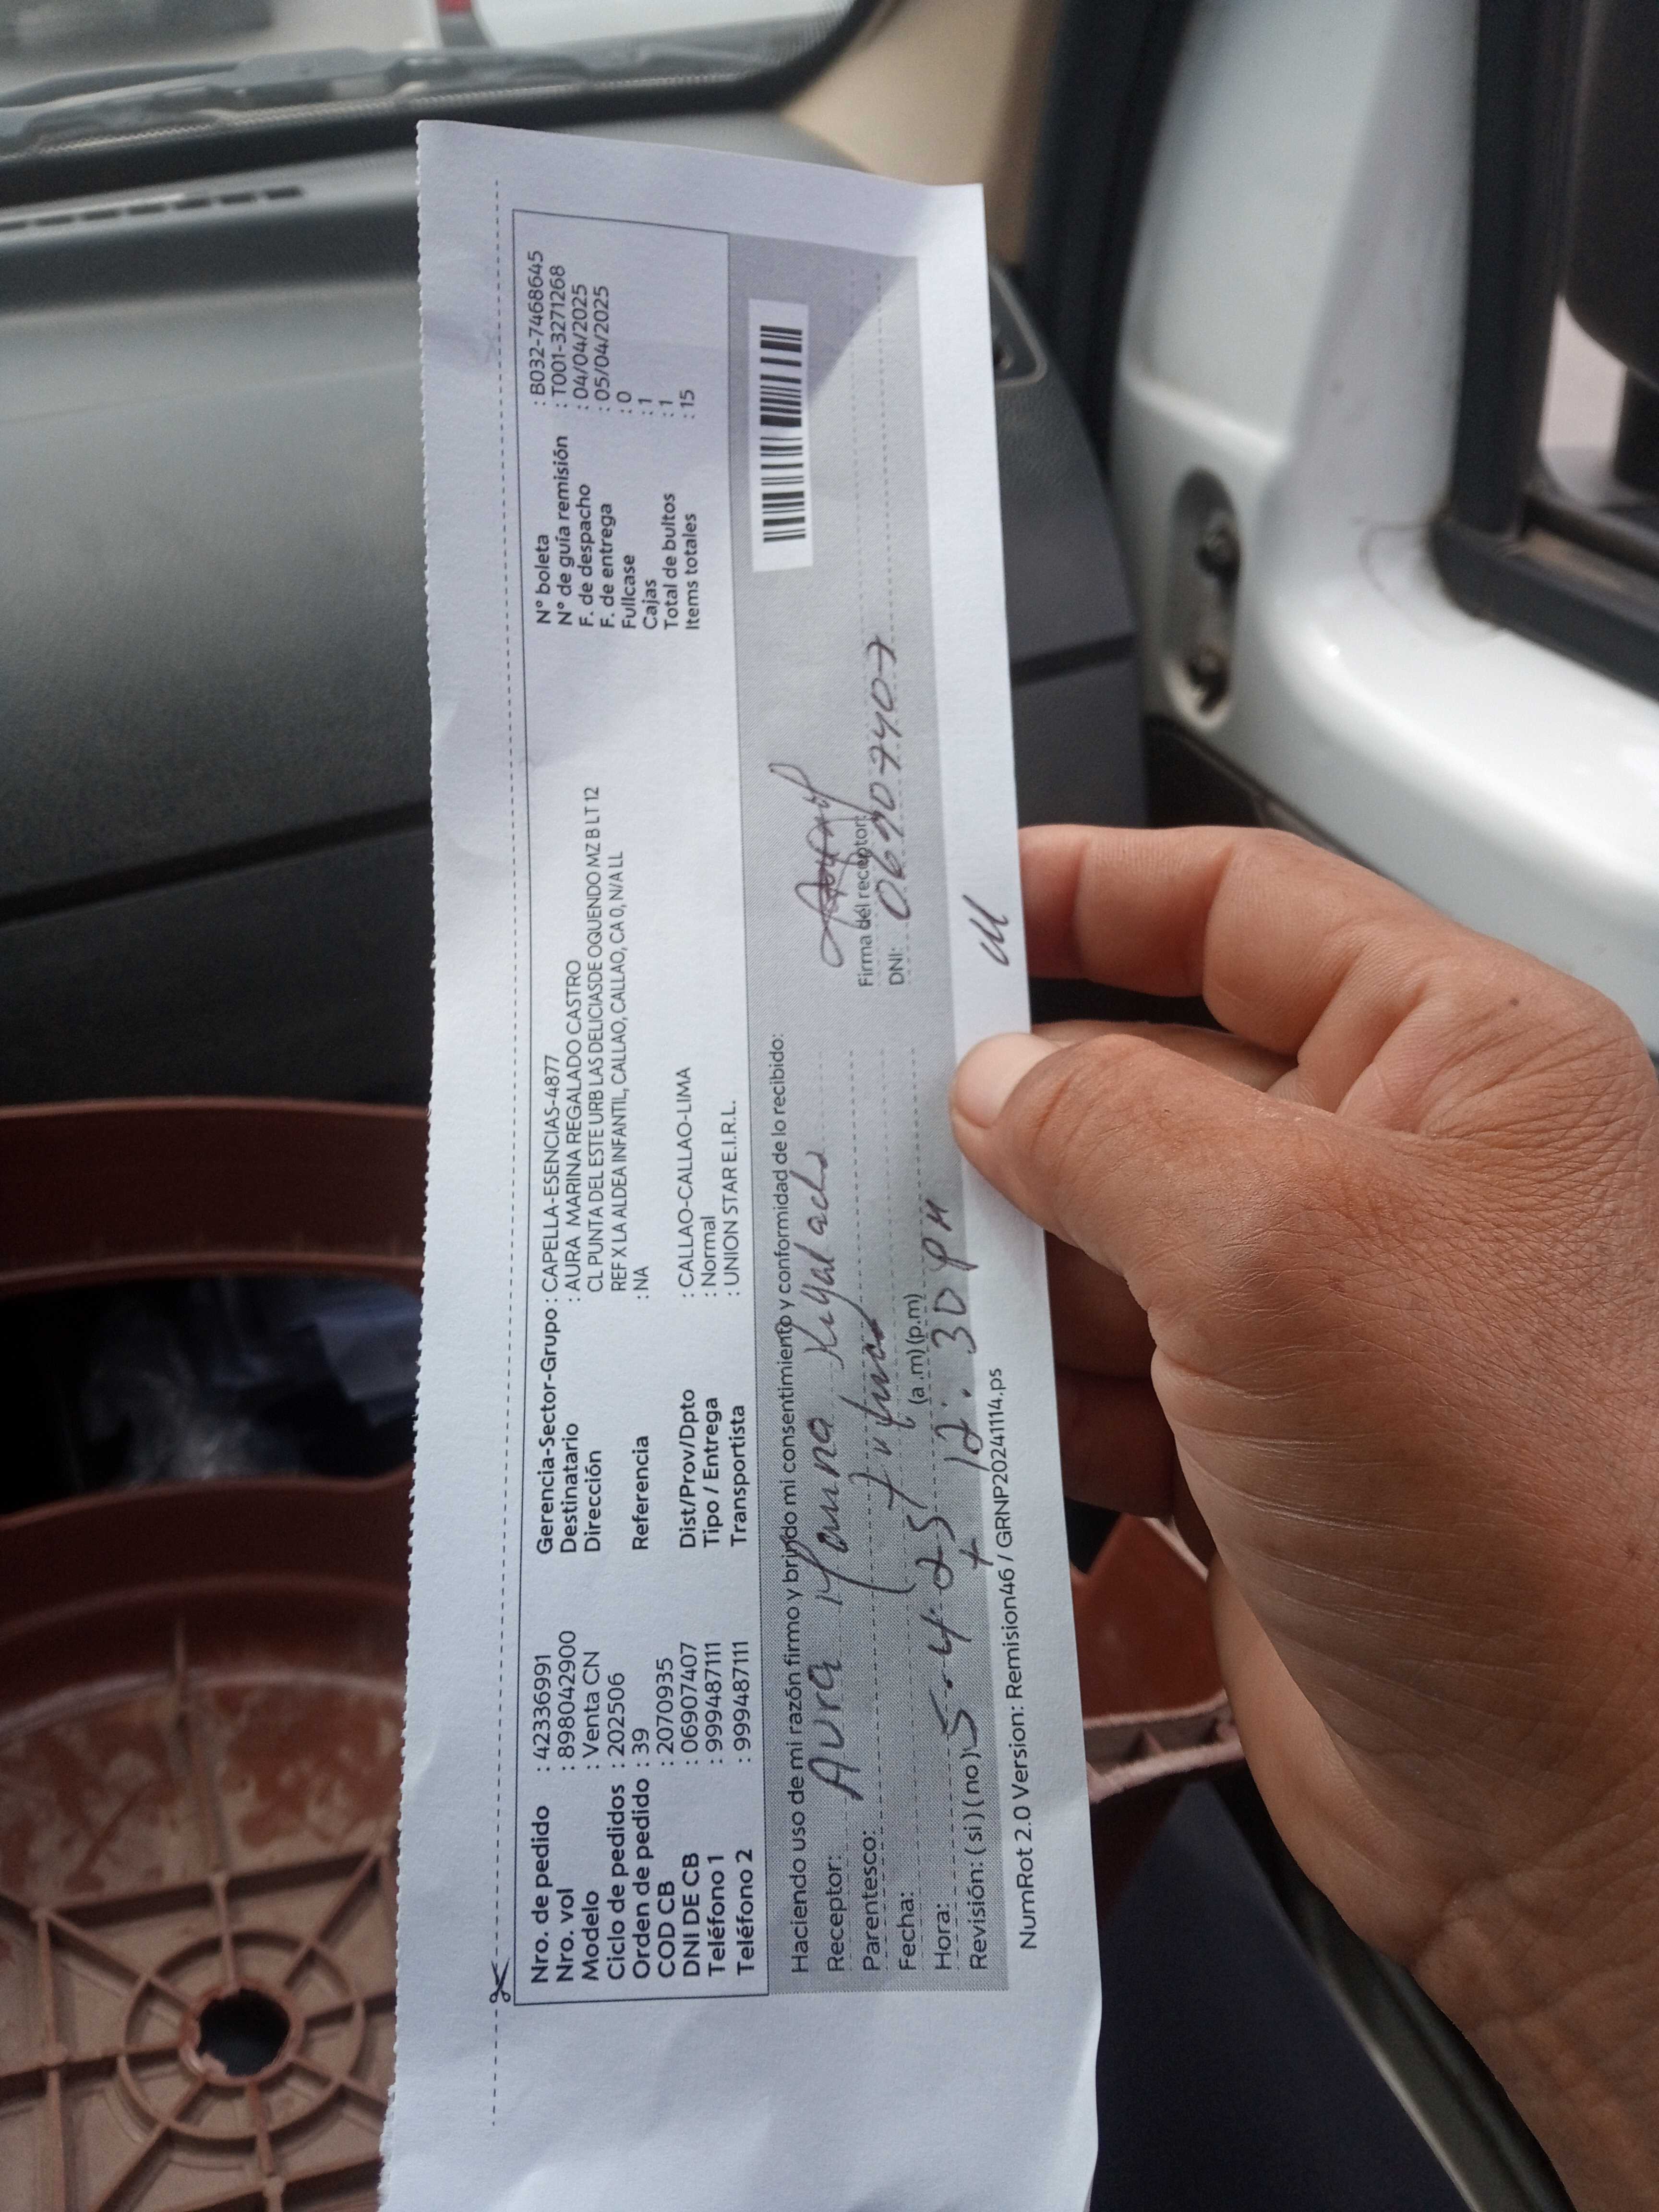 Nro. de pedido : 42336991
Nro. vol : 898042900
Modelo : Venta CN
Ciclo de pedidos : 202506
Orden de pedido : 39
COD CB : 2070935
DNI DE CB : 06907407
Teléfono 1 : 999487111
Teléfono 2 : 999487111
Gerencia-Sector-Grupo : CAPELLA-ESENCIAS-4877
Destinatario : AURA MARINA REGALADO CASTRO
Dirección CL PUNTA DEL ESTE URB LAS DELICIASDE OQUENDO MZ B LT 12
REF X LA ALDEA INFANTIL, CALLAO, CALLAO, CA 0, N/A LL
Referencia : NA
Dist/Prov/Dpto : CALLAO-CALLAO-LIMA
Tipo / Entrega : Normal
Transportista : UNION STAR E.I.R.L.
N° boleta : B032-7468645
N° de guía remisión : T001-3271268
F. de despacho : 04/04/2025
F. de entrega : 05/04/2025
Fullcase : 0
Cajas : 1
Total de bultos : 1
Items totales : 15
Haciendo uso de mi razón firmo y brindo mi consentimiento y conformidad de lo recibido:
Receptor: Aura Marina Regalado
Parentesco: Titular
Fecha: 5-4-25
Hora: (a.m) (p.m) 12:30 PM
Revisión: ( si ) ( no )
Firma del receptor:
DNI: 06907407
NumRot 2.0 Version: Remision46 / GRNP20241114.ps